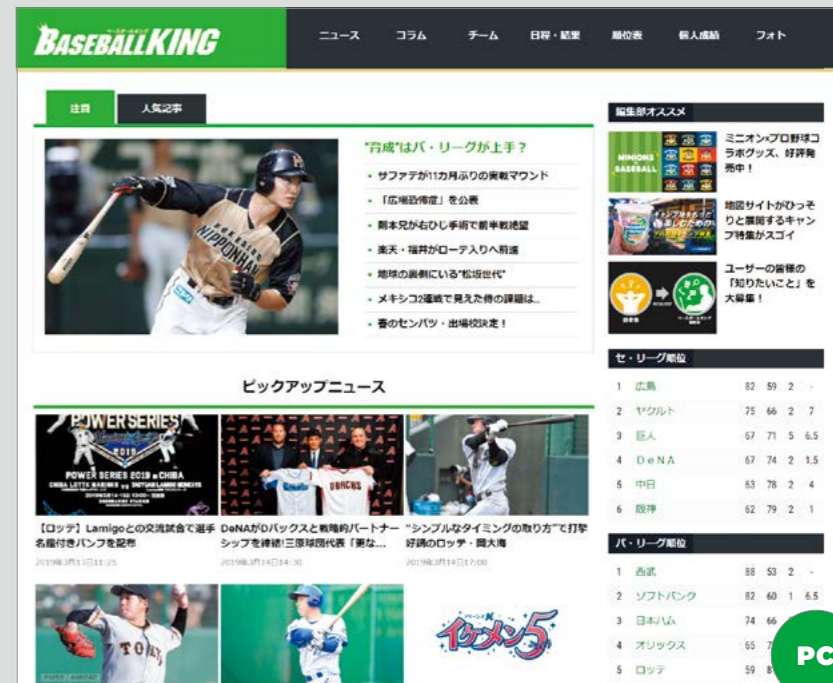 BASEBALL KING
ニュース コラム チーム 日程・結果 順位表 個人成績 フォト
注目 人気記事
"育成"はパ・リーグが上手？
サファテが11カ月ぶりの実戦マウンド
「広場恐怖症」を公表
則本昂が右ひじ手術で前半戦絶望
楽天・福井がローテ入りへ前進
地球の裏側にいる"松坂世代"
メキシコ2連戦で見えた侍の課題は...
春のセンバツ・出場校決定！
編集部オススメ
MINIONS
BASEBALL
ミニオン×プロ野球コ
ラボグッズ、好評発
売中！
地図サイトがひっそ
りと展開するキャン
プ特集がスゴイ
ユーザーの皆様の
「知りたいこと」を
大募集！
セ・リーグ順位
1 広島 82 59 2 -
2 ヤクルト 75 66 2 7
3 巨人 67 71 5 6.5
4 DeNA 67 74 2 1.5
5 中日 63 78 2 4
6 阪神 62 79 2 1
パ・リーグ順位
1 西武 88 53 2 -
2 ソフトバンク 82 60 1 6.5
3 日本ハム 74 66
4 オリックス 65
5 ロッテ 59
ピックアップニュース
POWER SERIES
2019
POWER SERIES 2019 in CHIBA
【ロッテ】Lamigoとの交流試合で選手
名鑑付きパンフを配布
2019年3月13日11:25
DeNAがDバックスと戦略的パートナー
シップを締結!三原球団代表「更な...
2019年3月14日14:30
"シンプルなタイミングの取り方"で打撃
好調のロッテ・岡大海
2019年3月14日17:00
イケメン5
PC